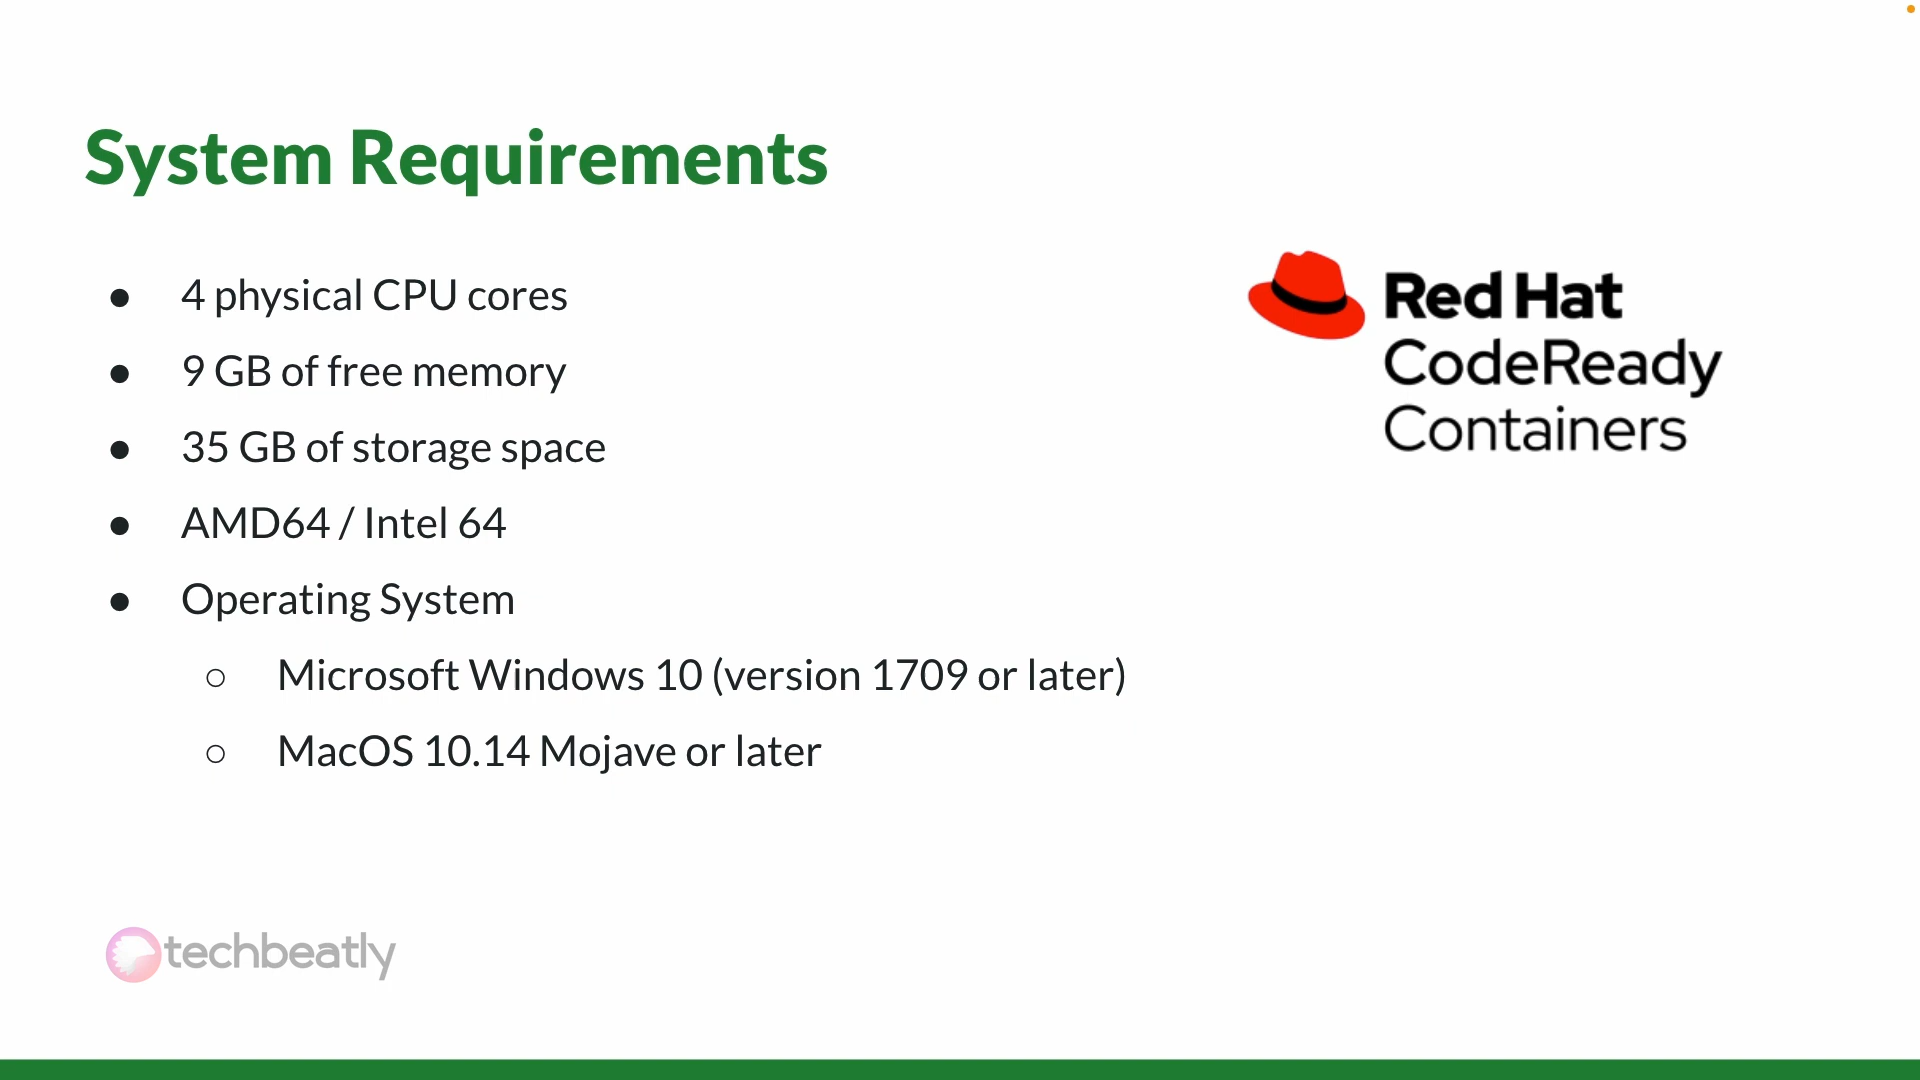 System Requirements
● 4 physical CPU cores
● 9 GB of free memory
● 35 GB of storage space
● AMD64 / Intel 64
● Operating System
○ Microsoft Windows 10 (version 1709 or later)
○ MacOS 10.14 Mojave or later
Red Hat
CodeReady
Containers
techbeatly